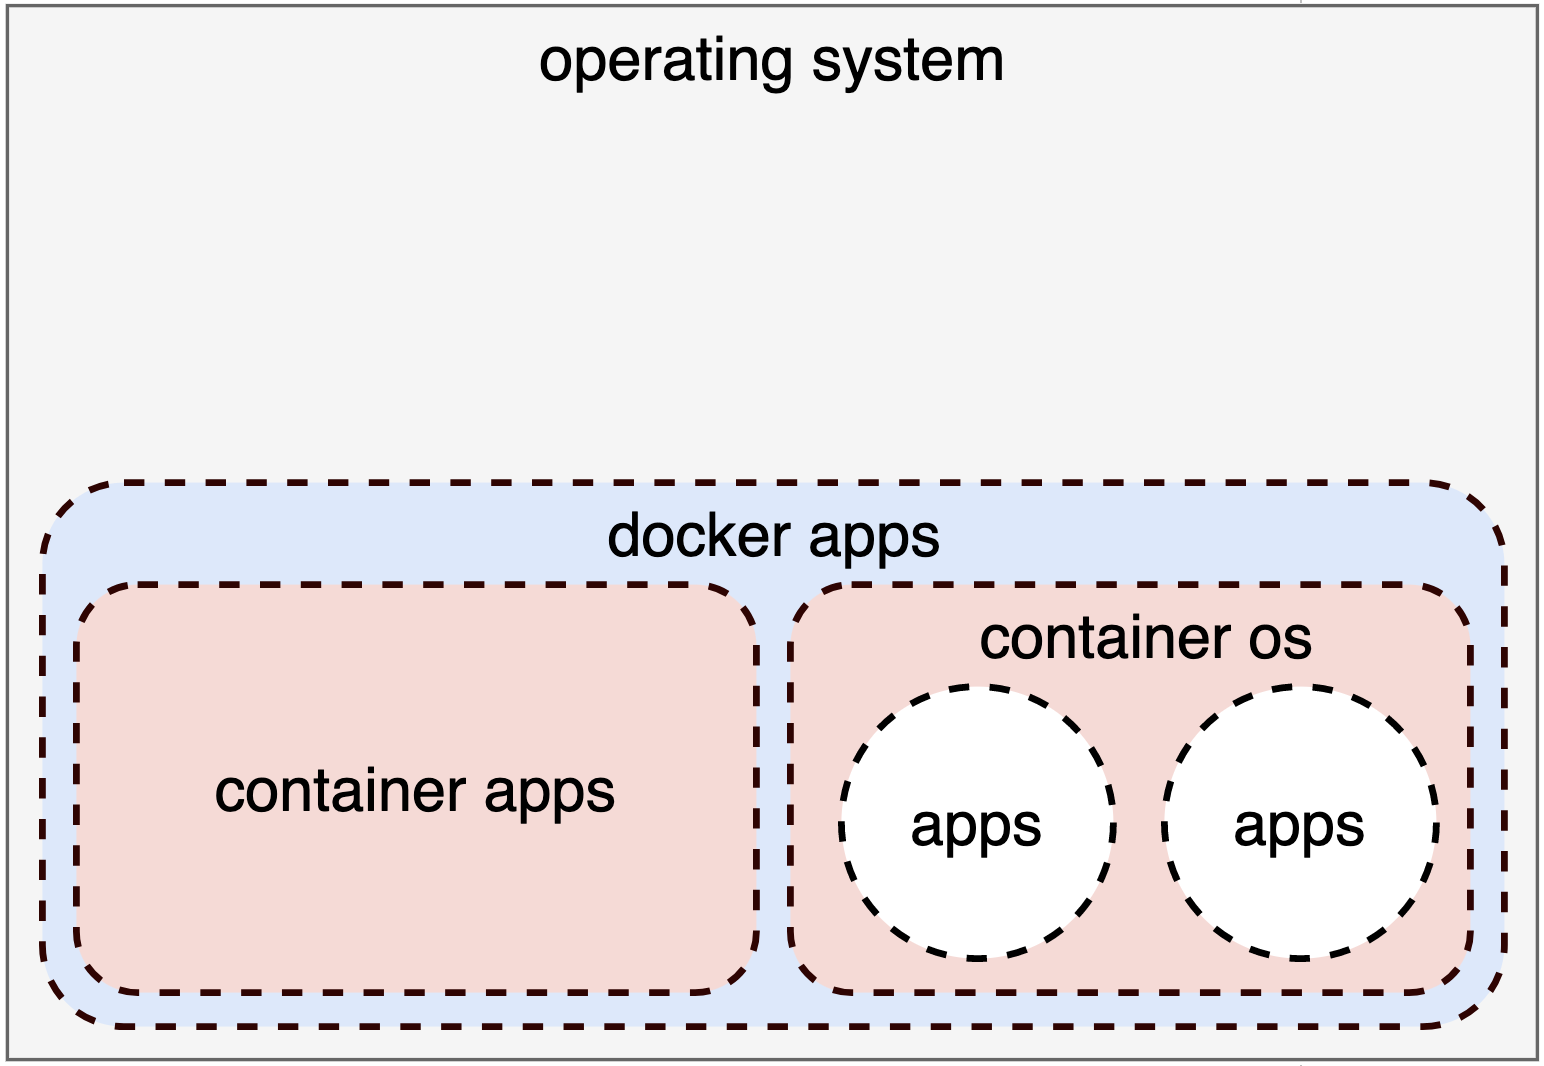 operating system
docker apps
container apps
container os
apps
apps